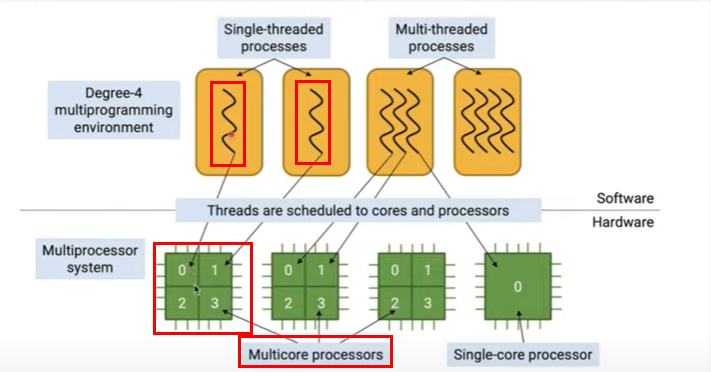 Single-threaded
processes
Multi-threaded
processes
Degree-4
multiprogramming
environment
Software
Threads are scheduled to cores and processors
Hardware
Multiprocessor
system
0 1
2 3
0 1
2 3
0 1
2 3
0
Multicore processors
Single-core processor